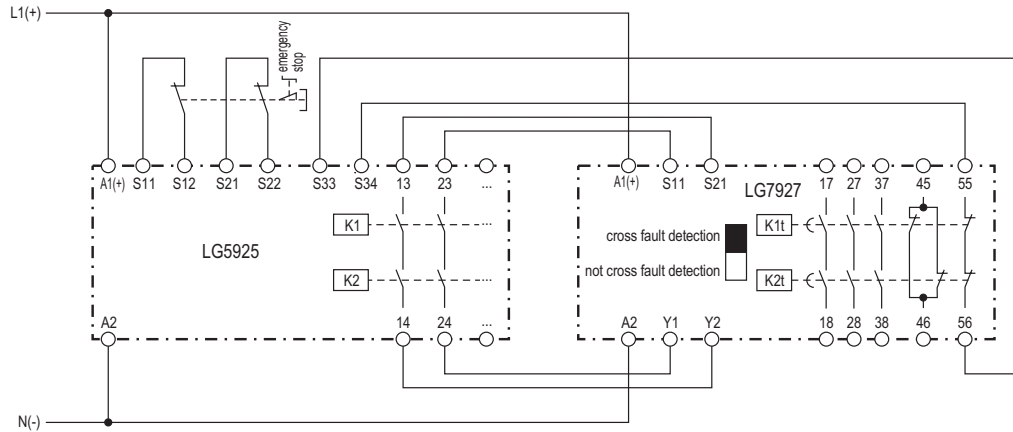 L1(+)
emergency
stop
A1(+) S11 S12 S21 S22 S33 S34 13 23 ...
A1(+) S11 S21 LG7927 17 27 37 45 55
K1 ...
LG5925
K2 ...
cross fault detection
not cross fault detection
K1t
K2t
A2 14 24 ...
A2 Y1 Y2 18 28 38 46 56
N(-)